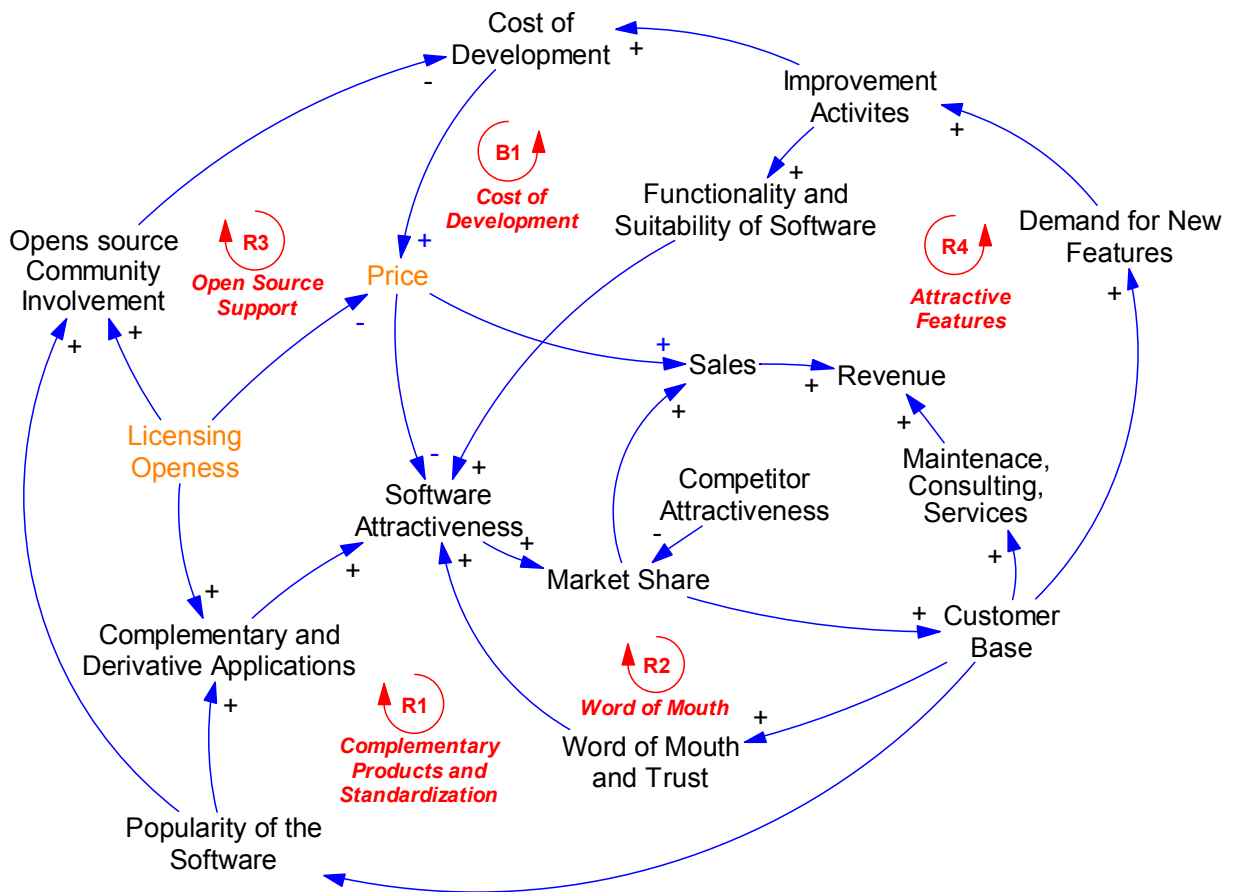 Cost of
Development
+
-
Improvement
Activites
+
B1
Cost of
Development
+
Functionality and
Suitability of Software
Opens source
Community
Involvement
R3
Open Source
Support
+
Price
-
R4
Attractive
Features
Demand for New
Features
+
+
+
+
Sales
+
Revenue
+
+
Licensing
Openess
-
+
Software
Attractiveness
+
+
Competitor
Attractiveness
-
Maintenace,
Consulting,
Services
+
Market Share
+
+
+
Customer
Base
Complementary and
Derivative Applications
+
R1
Complementary
Products and
Standardization
R2
Word of Mouth
+
Word of Mouth
and Trust
Popularity of the
Software